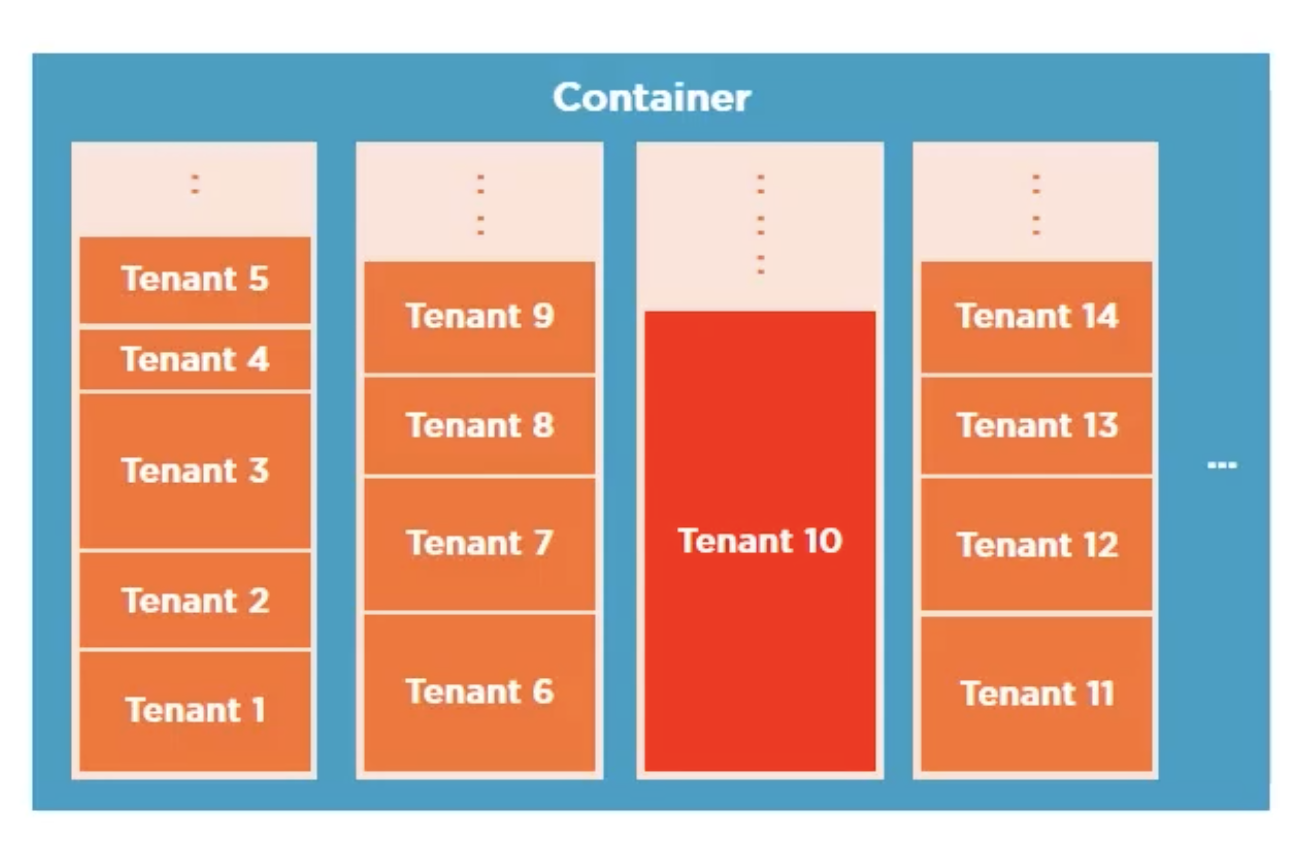 Container
Tenant 5
Tenant 4
Tenant 3
Tenant 2
Tenant 1
Tenant 9
Tenant 8
Tenant 7
Tenant 6
Tenant 10
Tenant 14
Tenant 13
Tenant 12
Tenant 11
...